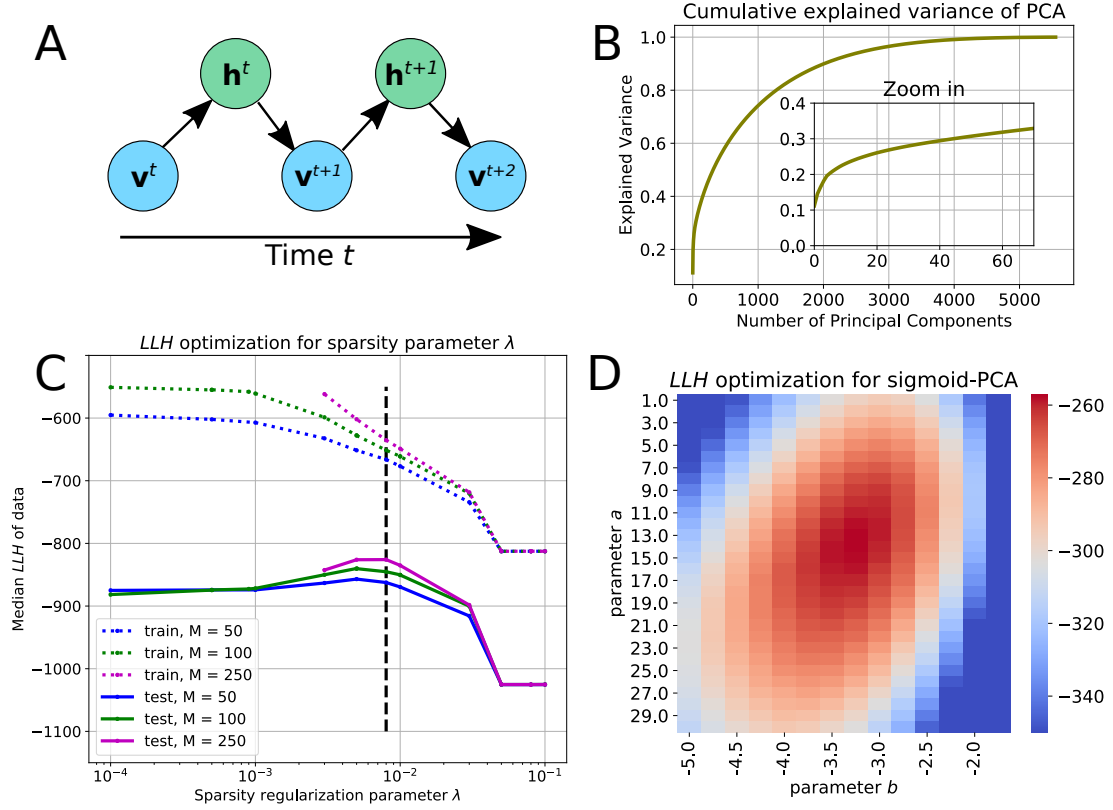 A
h^t
h^{t+1}
v^t
v^{t+1}
v^{t+2}
Time t
B
Cumulative explained variance of PCA
Explained Variance
1.0
0.8
0.6
0.4
0.2
0
1000
2000
3000
4000
5000
Number of Principal Components
Zoom in
0.4
0.3
0.2
0.1
0.0
0
20
40
60
C
LLH optimization for sparsity parameter λ
Median LLH of data
−600
−700
−800
−900
−1000
−1100
train, M = 50
train, M = 100
train, M = 250
test, M = 50
test, M = 100
test, M = 250
10^{−4}
10^{−3}
10^{−2}
10^{−1}
Sparsity regularization parameter λ
D
LLH optimization for sigmoid-PCA
parameter a
1.0
3.0
5.0
7.0
9.0
11.0
13.0
15.0
17.0
19.0
21.0
23.0
25.0
27.0
29.0
-5.0
-4.5
-4.0
-3.5
-3.0
-2.5
-2.0
parameter b
−260
−280
−300
−320
−340